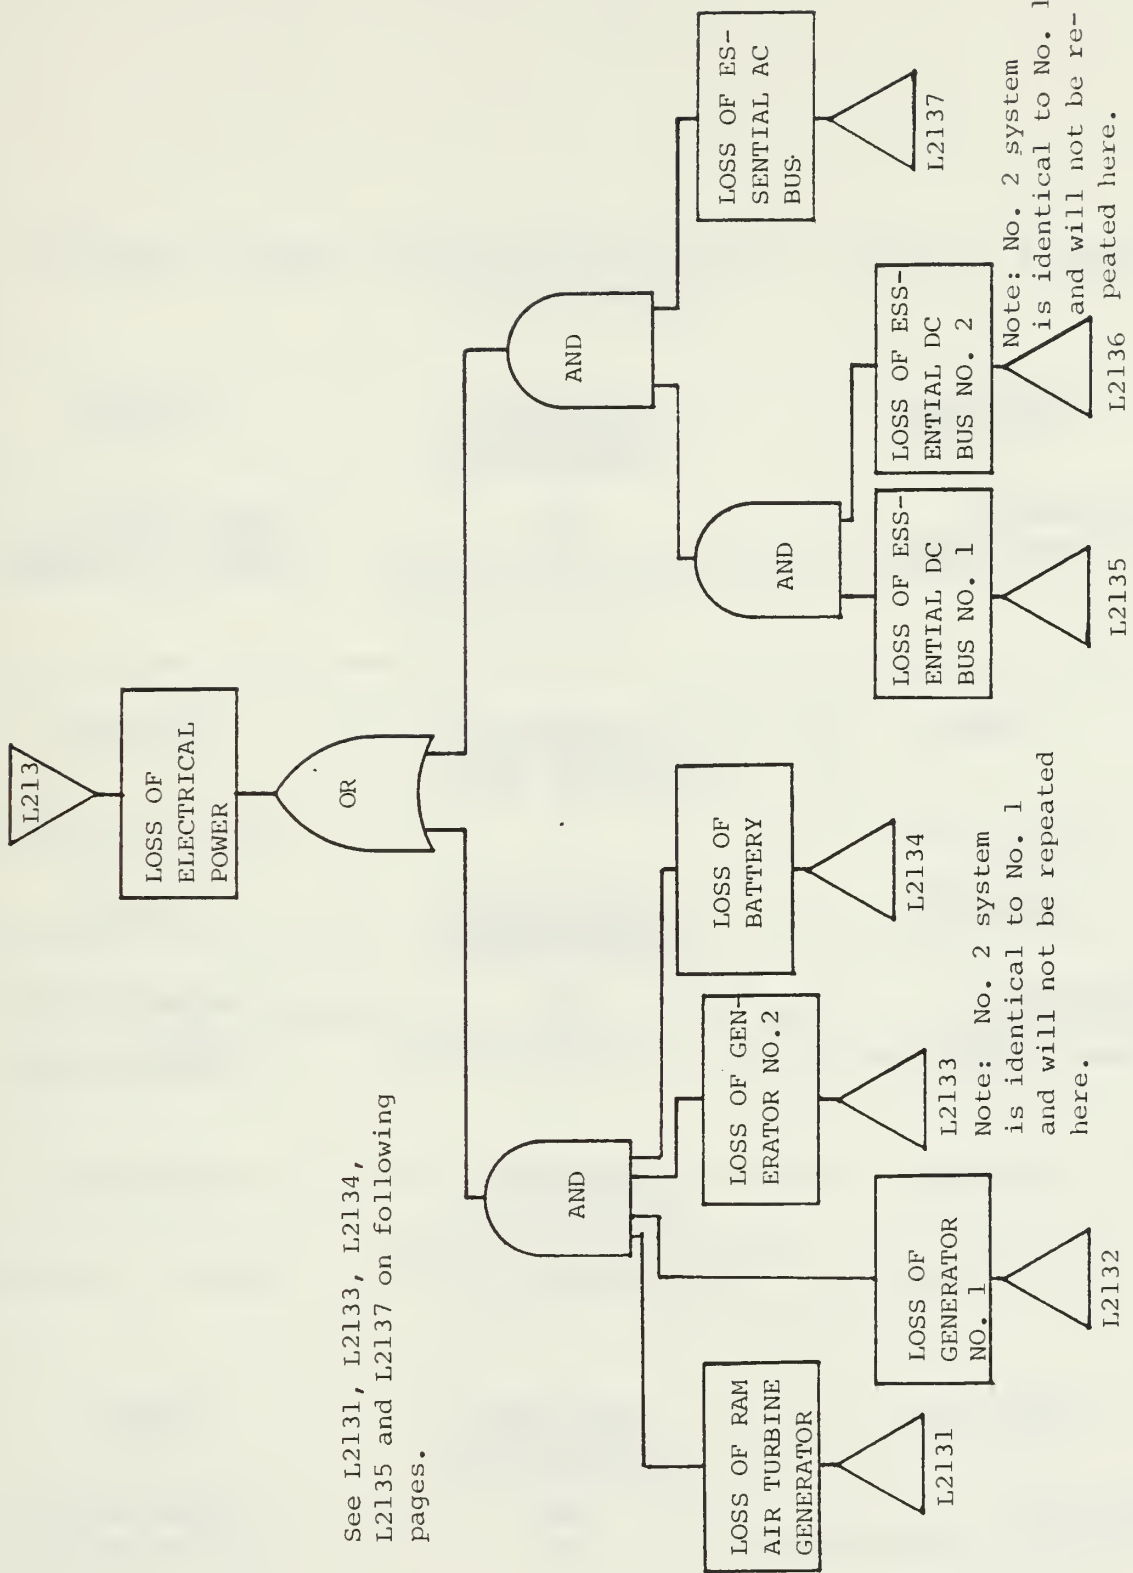 L213
LOSS OF
ELECTRICAL
POWER
OR
See L2131, L2133, L2134,
L2135 and L2137 on following
pages.
AND
AND
AND
LOSS OF RAM
AIR TURBINE
GENERATOR
L2131
LOSS OF
GENERATOR
NO. 1
L2132
LOSS OF GEN-
ERATOR NO.2
L2133
Note: No. 2 system
is identical to No. 1
and will not be repeated
here.
LOSS OF
BATTERY
L2134
LOSS OF ESS-
ENTIAL DC
BUS NO. 1
L2135
LOSS OF ESS-
ENTIAL DC
BUS NO. 2
L2136
Note: No. 2 system
is identical to No. 1
and will not be re-
peated here.
LOSS OF ES-
SENTIAL AC
BUS.
L2137